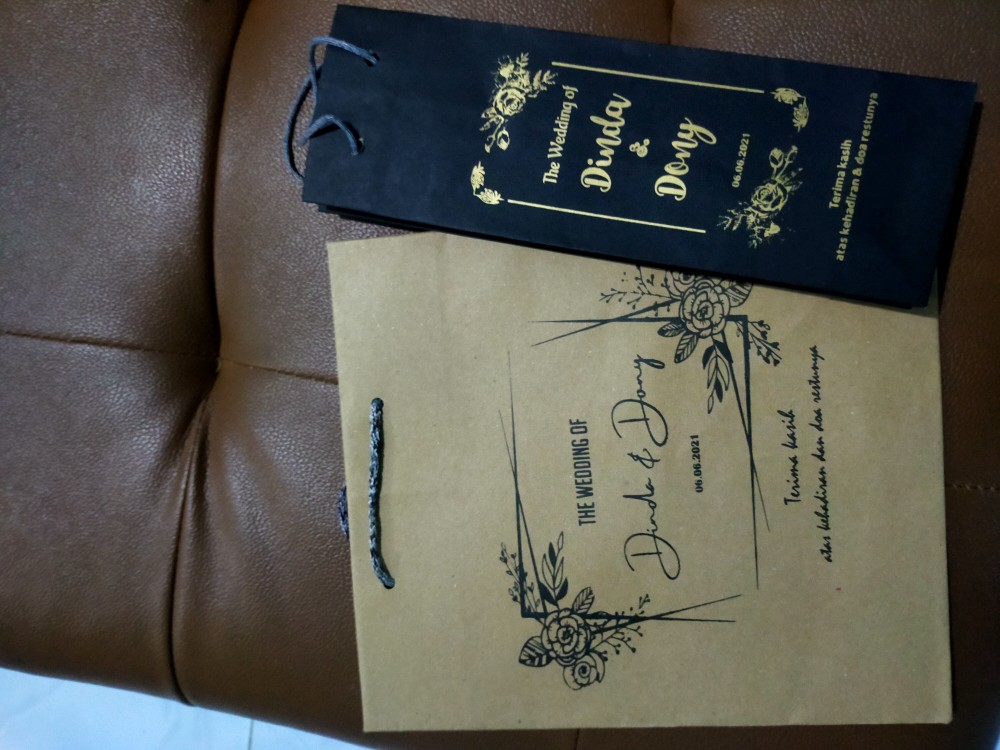 The Wedding of
Dinda
&
Dony
06.06.2021
Terima kasih
atas kehadiran & doa restunya
THE WEDDING OF
Dinda & Dony
06.06.2021
Terima kasih
atas kehadiran dan doa restunya